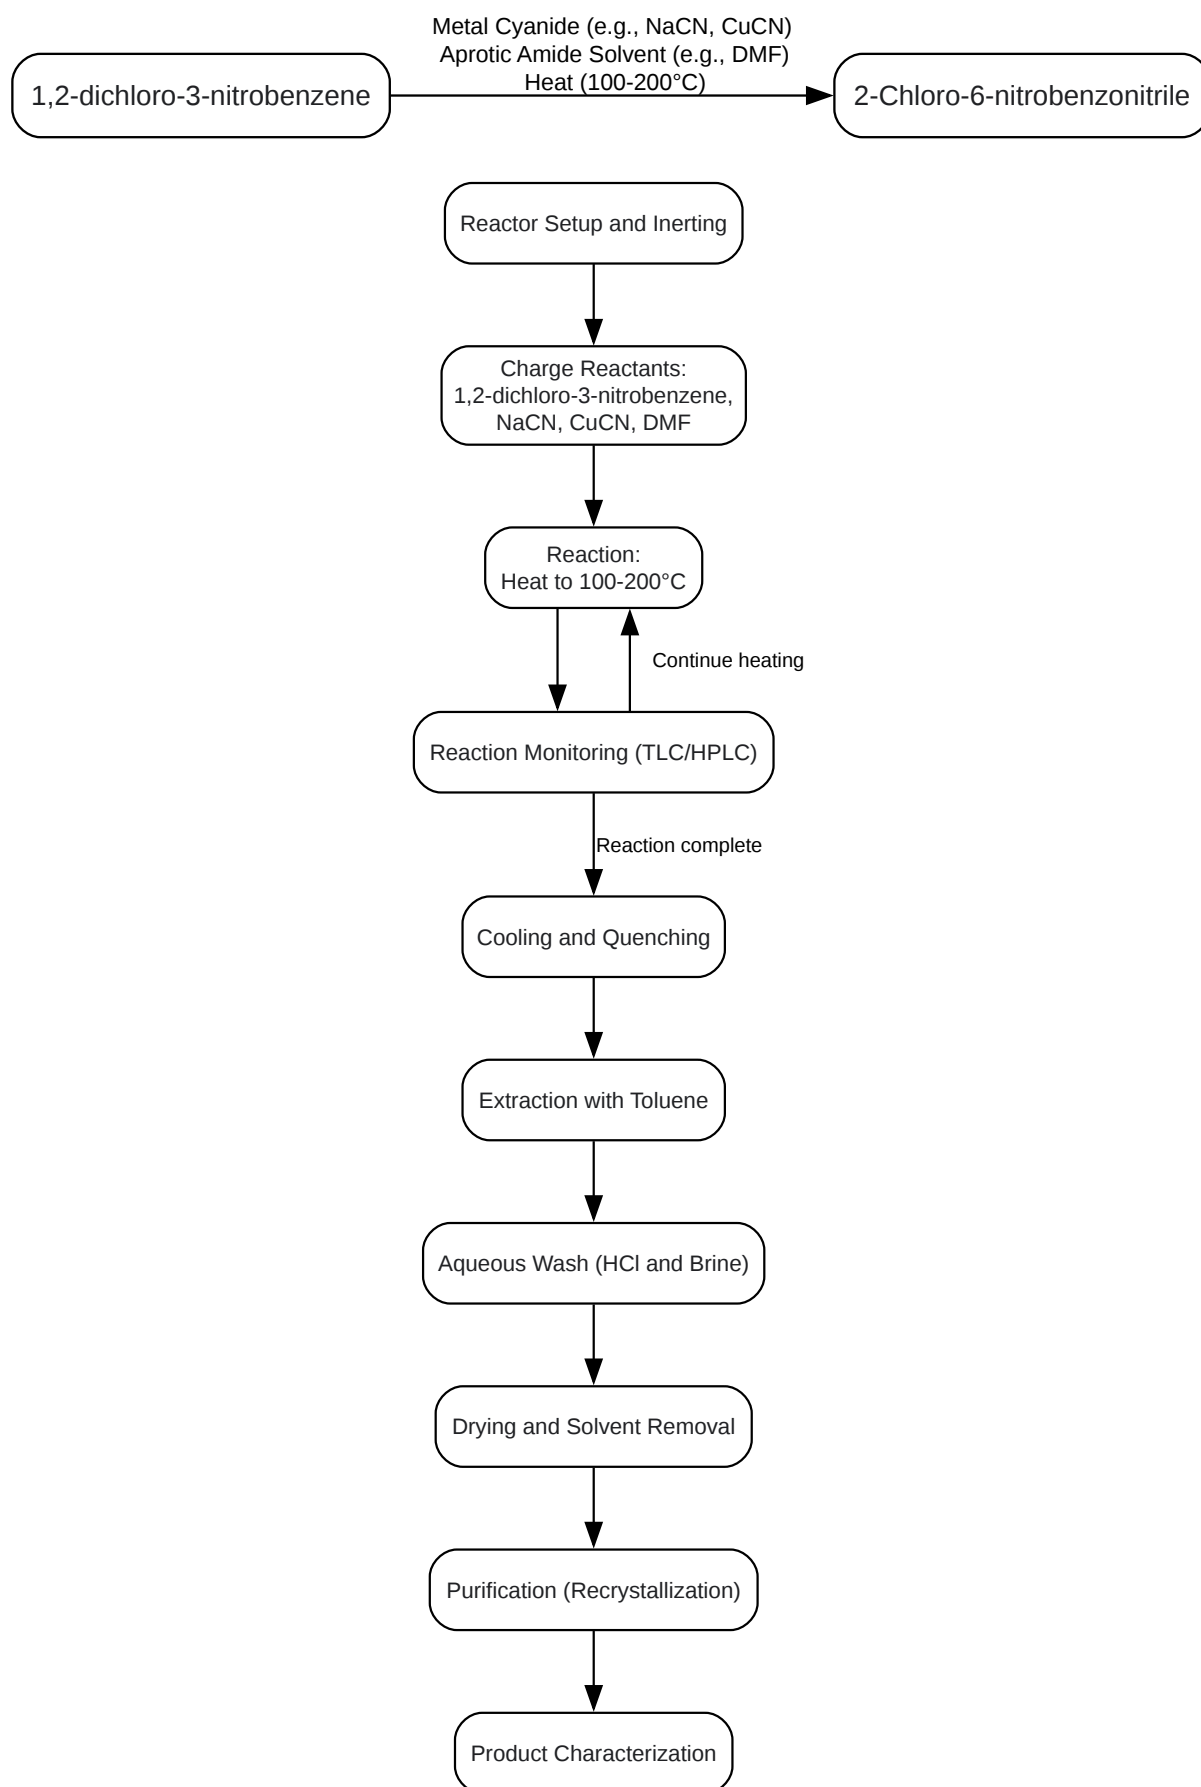 Metal Cyanide (e.g., NaCN, CuCN)
Aprotic Amide Solvent (e.g., DMF)
Heat (100-200°C)
1,2-dichloro-3-nitrobenzene
2-Chloro-6-nitrobenzonitrile
Reactor Setup and Inerting
Charge Reactants:
1,2-dichloro-3-nitrobenzene,
NaCN, CuCN, DMF
Reaction:
Heat to 100-200°C
Continue heating
Reaction Monitoring (TLC/HPLC)
Reaction complete
Cooling and Quenching
Extraction with Toluene
Aqueous Wash (HCl and Brine)
Drying and Solvent Removal
Purification (Recrystallization)
Product Characterization